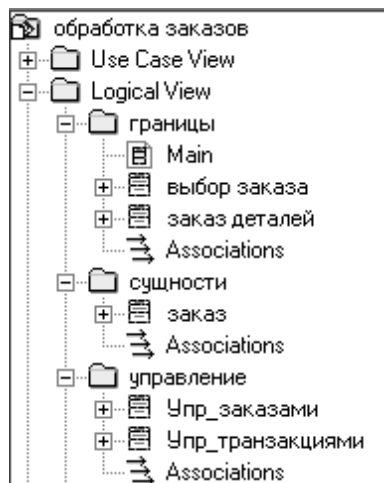 обработка заказов
Use Case View
Logical View
границы
Main
выбор заказа
заказ деталей
Associations
сущности
заказ
Associations
управление
Упр_заказами
Упр_транзакциями
Associations